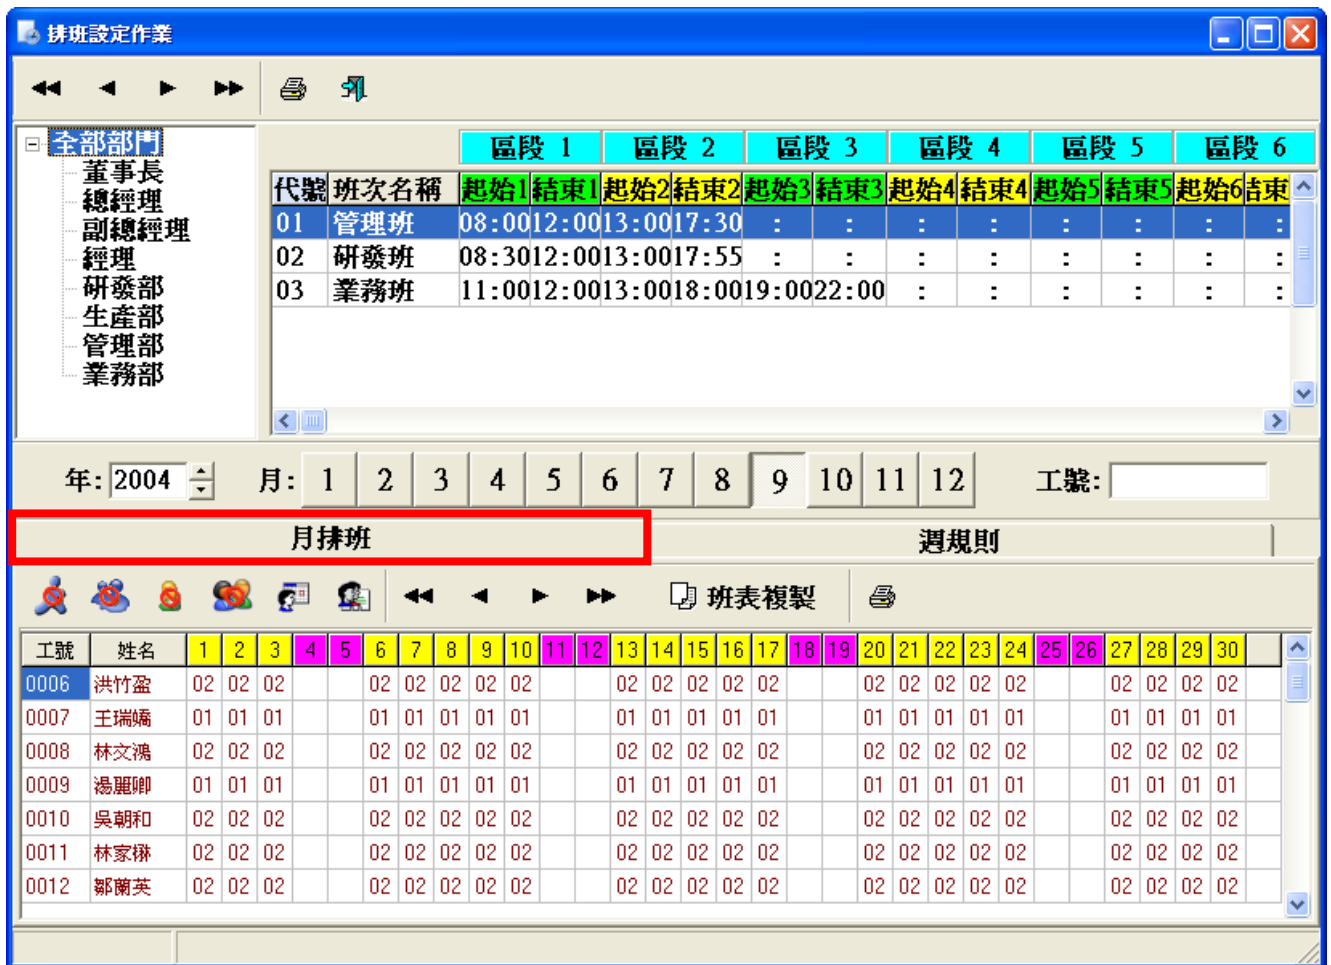 排班設定作業
全部部門
董事長
總經理
副總經理
經理
研發部
生產部
管理部
業務部
區段 1 區段 2 區段 3 區段 4 區段 5 區段 6
代號 班次名稱 起始1 結束1 起始2 結束2 起始3 結束3 起始4 結束4 起始5 結束5 起始6 結束
01 管理班 08:00 12:00 13:00 17:30 : : : : : : : :
02 研發班 08:30 12:00 13:00 17:55 : : : : : : : :
03 業務班 11:00 12:00 13:00 18:00 19:00 22:00 : : : : : :
年: 2004 月: 1 2 3 4 5 6 7 8 9 10 11 12 工號:
月排班 週規則
班表複製
工號 姓名 1 2 3 4 5 6 7 8 9 10 11 12 13 14 15 16 17 18 19 20 21 22 23 24 25 26 27 28 29 30
0006 洪竹盈 02 02 02 02 02 02 02 02 02 02 02 02 02 02 02 02 02 02 02 02 02 02
0007 王瑞嬌 01 01 01 01 01 01 01 01 01 01 01 01 01 01 01 01 01 01 01 01 01 01
0008 林文鴻 02 02 02 02 02 02 02 02 02 02 02 02 02 02 02 02 02 02 02 02 02 02
0009 湯麗卿 01 01 01 01 01 01 01 01 01 01 01 01 01 01 01 01 01 01 01 01 01 01
0010 吳朝和 02 02 02 02 02 02 02 02 02 02 02 02 02 02 02 02 02 02 02 02 02 02
0011 林家 02 02 02 02 02 02 02 02 02 02 02 02 02 02 02 02 02 02 02 02 02 02
0012 鄒蘭英 02 02 02 02 02 02 02 02 02 02 02 02 02 02 02 02 02 02 02 02 02 02